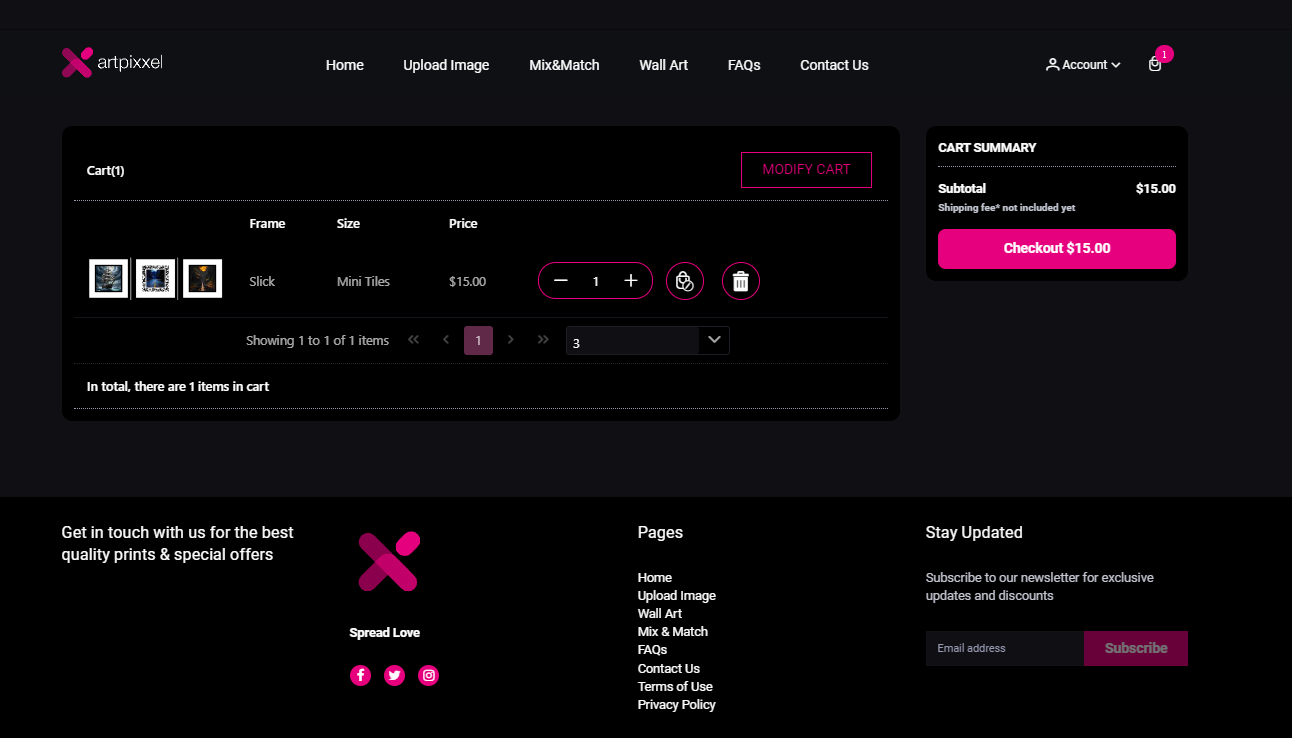 artpixxel
Home Upload Image Mix&Match Wall Art FAQs Contact Us
Account 1
Cart(1)
MODIFY CART
Frame Size Price
Slick Mini Tiles $15.00 1
Showing 1 to 1 of 1 items 1 3
In total, there are 1 items in cart
CART SUMMARY
Subtotal $15.00
Shipping fee* not included yet
Checkout $15.00
Get in touch with us for the best
quality prints & special offers
Spread Love
Pages
Home
Upload Image
Wall Art
Mix & Match
FAQs
Contact Us
Terms of Use
Privacy Policy
Stay Updated
Subscribe to our newsletter for exclusive
updates and discounts
Email address Subscribe